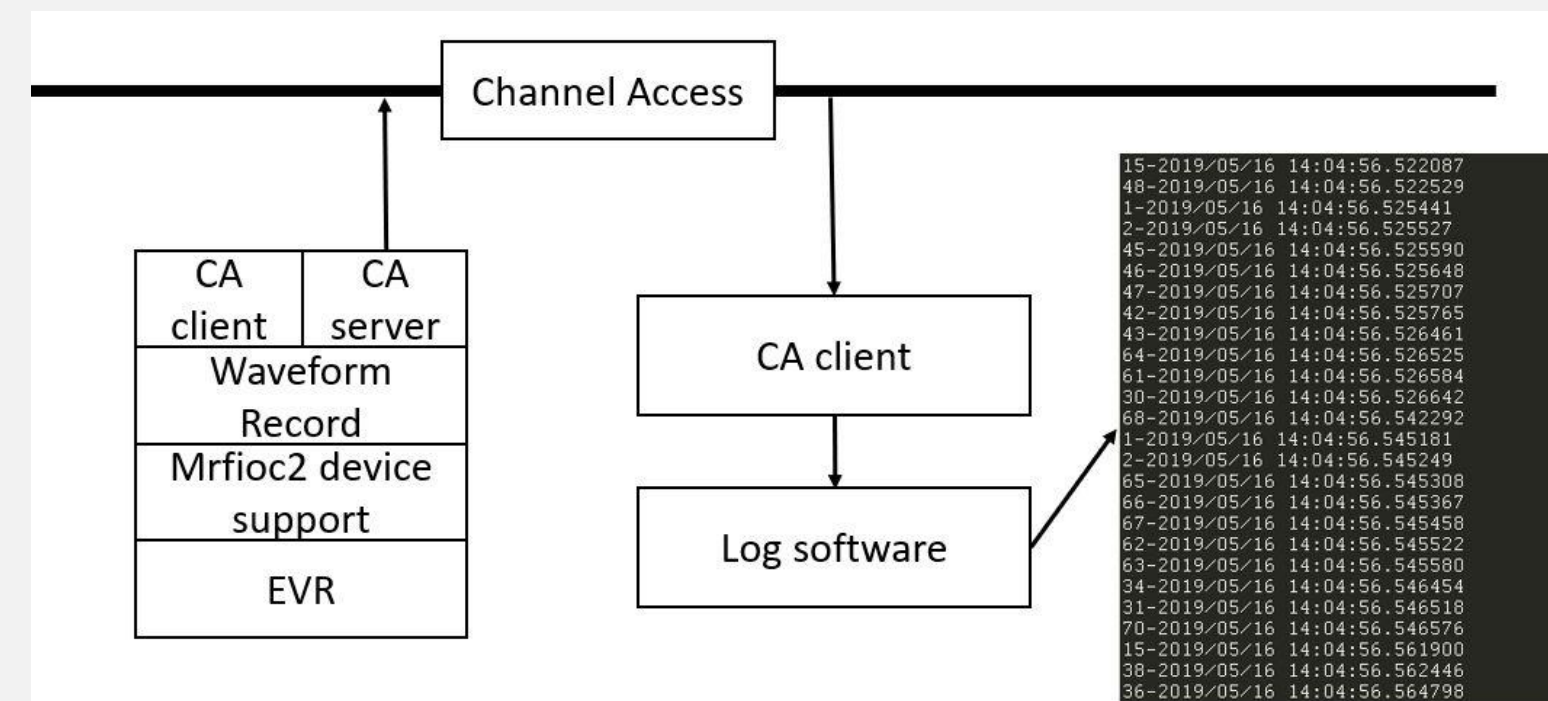 Channel Access
CA
client
CA
server
Waveform
Record
Mrfioc2 device
support
EVR
CA client
Log software
15-2019/05/16 14:04:56.522087
48-2019/05/16 14:04:56.522529
1-2019/05/16 14:04:56.525441
2-2019/05/16 14:04:56.525527
45-2019/05/16 14:04:56.525590
46-2019/05/16 14:04:56.525648
47-2019/05/16 14:04:56.525707
42-2019/05/16 14:04:56.525765
43-2019/05/16 14:04:56.526461
64-2019/05/16 14:04:56.526525
61-2019/05/16 14:04:56.526584
30-2019/05/16 14:04:56.526642
68-2019/05/16 14:04:56.542292
1-2019/05/16 14:04:56.545181
2-2019/05/16 14:04:56.545249
65-2019/05/16 14:04:56.545308
66-2019/05/16 14:04:56.545367
67-2019/05/16 14:04:56.545458
62-2019/05/16 14:04:56.545522
63-2019/05/16 14:04:56.545580
34-2019/05/16 14:04:56.546454
31-2019/05/16 14:04:56.546518
70-2019/05/16 14:04:56.546576
15-2019/05/16 14:04:56.561900
38-2019/05/16 14:04:56.562446
36-2019/05/16 14:04:56.564798